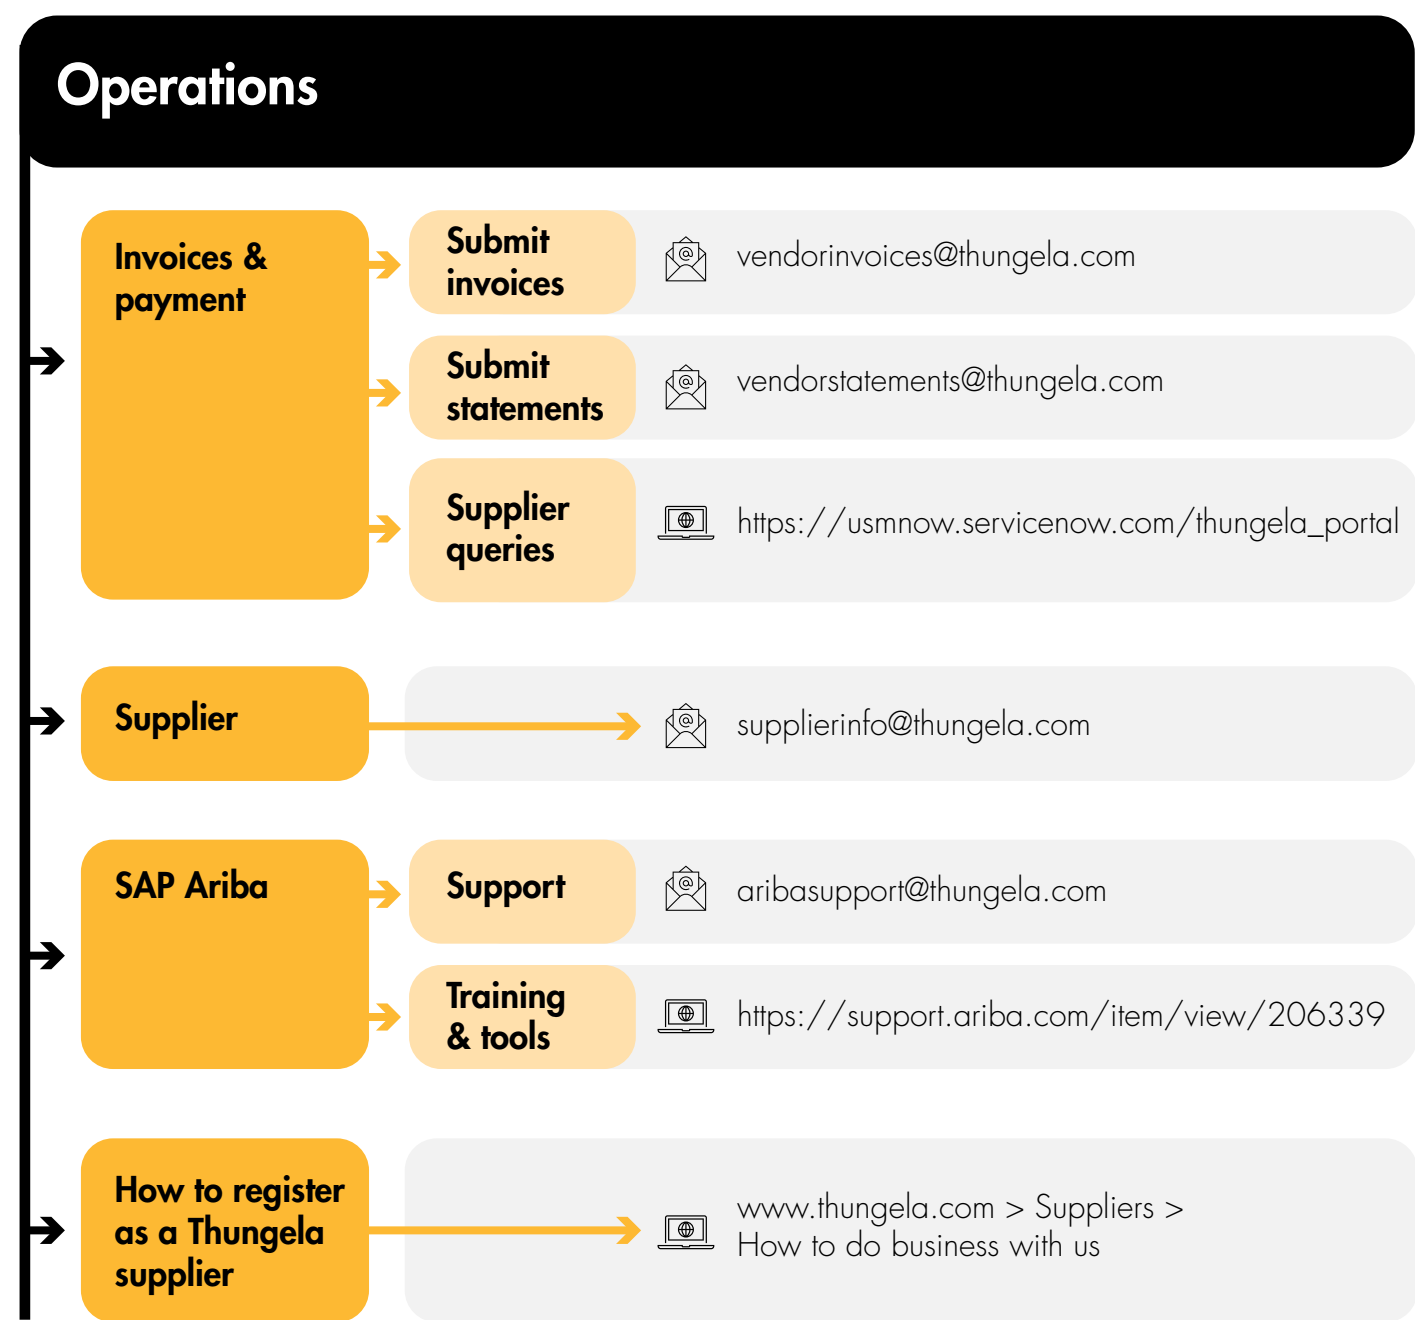 Operations
Invoices &
payment
Submit
invoices
vendorinvoices@thungela.com
Submit
statements
vendorstatements@thungela.com
Supplier
queries
https://usmnow.servicenow.com/thungela_portal
Supplier
supplierinfo@thungela.com
SAP Ariba
Support
aribasupport@thungela.com
Training
& tools
https://support.ariba.com/item/view/206339
How to register
as a Thungela
supplier
www.thungela.com > Suppliers >
How to do business with us